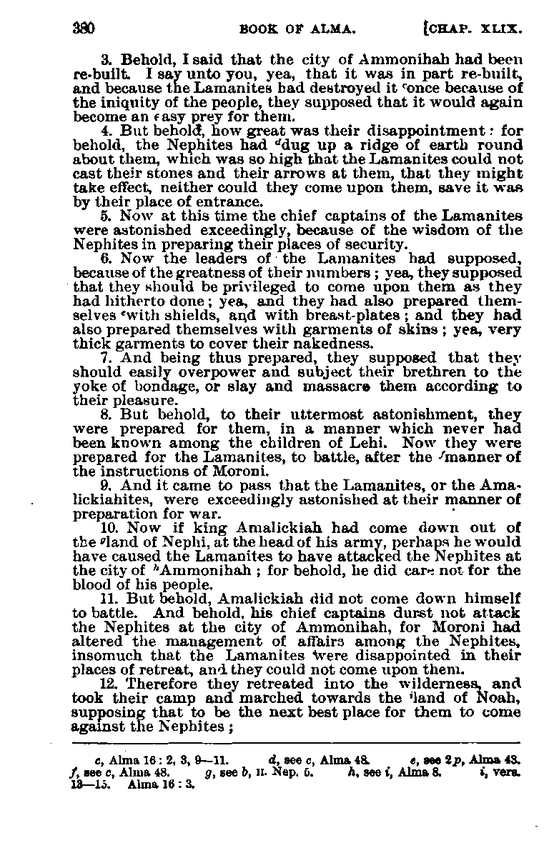 380 BOOK OF ALMA. [CHAP. XLIX.
3. Behold, I said that the city of Ammonihah had been
re-built. I say unto you, yea, that it was in part re-built,
and because the Lamanites had destroyed it ᶜonce because of
the iniquity of the people, they supposed that it would again
become an easy prey for them.
4. But behold, how great was their disappointment: for
behold, the Nephites had ᵈdug up a ridge of earth round
about them, which was so high that the Lamanites could not
cast their stones and their arrows at them, that they might
take effect, neither could they come upon them, save it was
by their place of entrance.
5. Now at this time the chief captains of the Lamanites
were astonished exceedingly, because of the wisdom of the
Nephites in preparing their places of security.
6. Now the leaders of the Lamanites had supposed,
because of the greatness of their numbers; yea, they supposed
that they should be privileged to come upon them as they
had hitherto done; yea, and they had also prepared them-
selves ᵉwith shields, and with breast-plates; and they had
also prepared themselves with garments of skins; yea, very
thick garments to cover their nakedness.
7. And being thus prepared, they supposed that they
should easily overpower and subject their brethren to the
yoke of bondage, or slay and massacre them according to
their pleasure.
8. But behold, to their uttermost astonishment, they
were prepared for them, in a manner which never had
been known among the children of Lehi. Now they were
prepared for the Lamanites, to battle, after the ᶠmanner of
the instructions of Moroni.
9. And it came to pass that the Lamanites, or the Ama-
lickiahites, were exceedingly astonished at their manner of
preparation for war.
10. Now if king Amalickiah had come down out of
the ᵍland of Nephi, at the head of his army, perhaps he would
have caused the Lamanites to have attacked the Nephites at
the city of ʰAmmonihah; for behold, he did care not for the
blood of his people.
11. But behold, Amalickiah did not come down himself
to battle. And behold, his chief captains durst not attack
the Nephites at the city of Ammonihah, for Moroni had
altered the management of affairs among the Nephites,
insomuch that the Lamanites were disappointed in their
places of retreat, and they could not come upon them.
12. Therefore they retreated into the wilderness, and
took their camp and marched towards the ⁱland of Noah,
supposing that to be the next best place for them to come
against the Nephites;
c, Alma 16: 2, 3, 9—11. d, see c, Alma 48. e, see 2p, Alma 43.
f, see c, Alma 48. g, see b, II. Nep. 5. h, see i, Alma 8. i, vers.
13—15. Alma 16: 3.